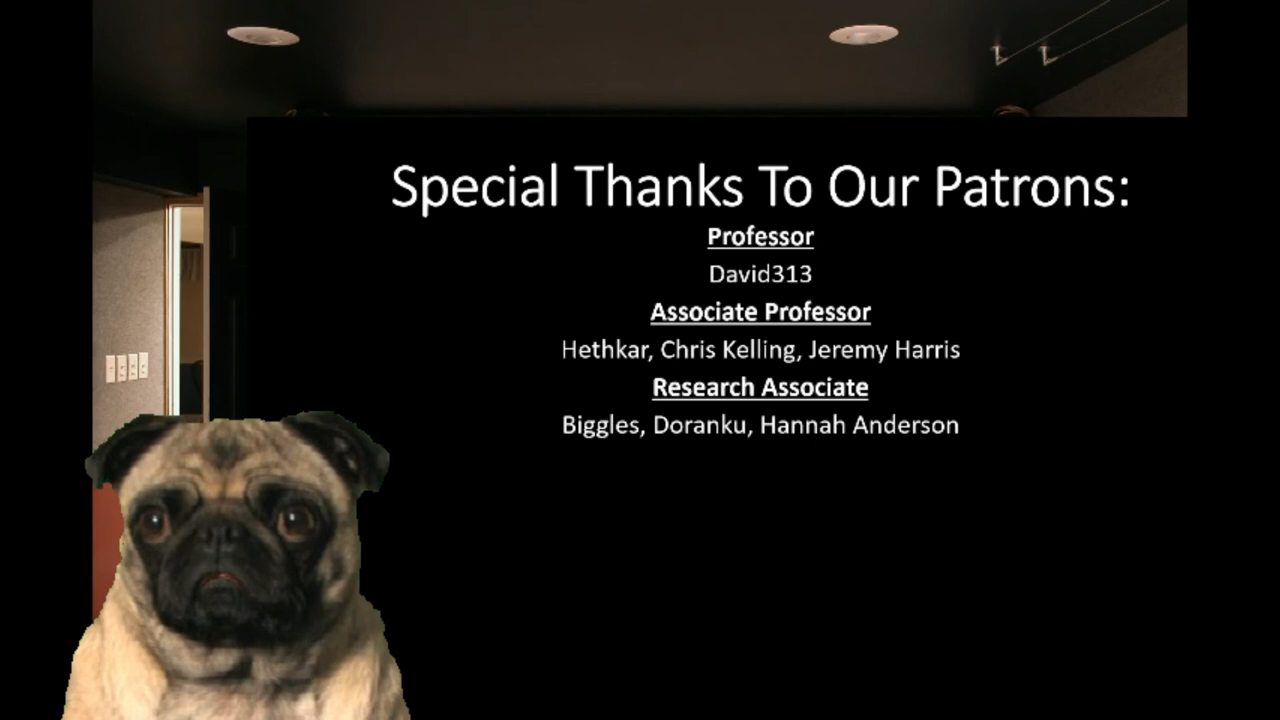 Special Thanks To Our Patrons:
Professor
David313
Associate Professor
Hethkar, Chris Kelling, Jeremy Harris
Research Associate
Biggles, Doranku, Hannah Anderson